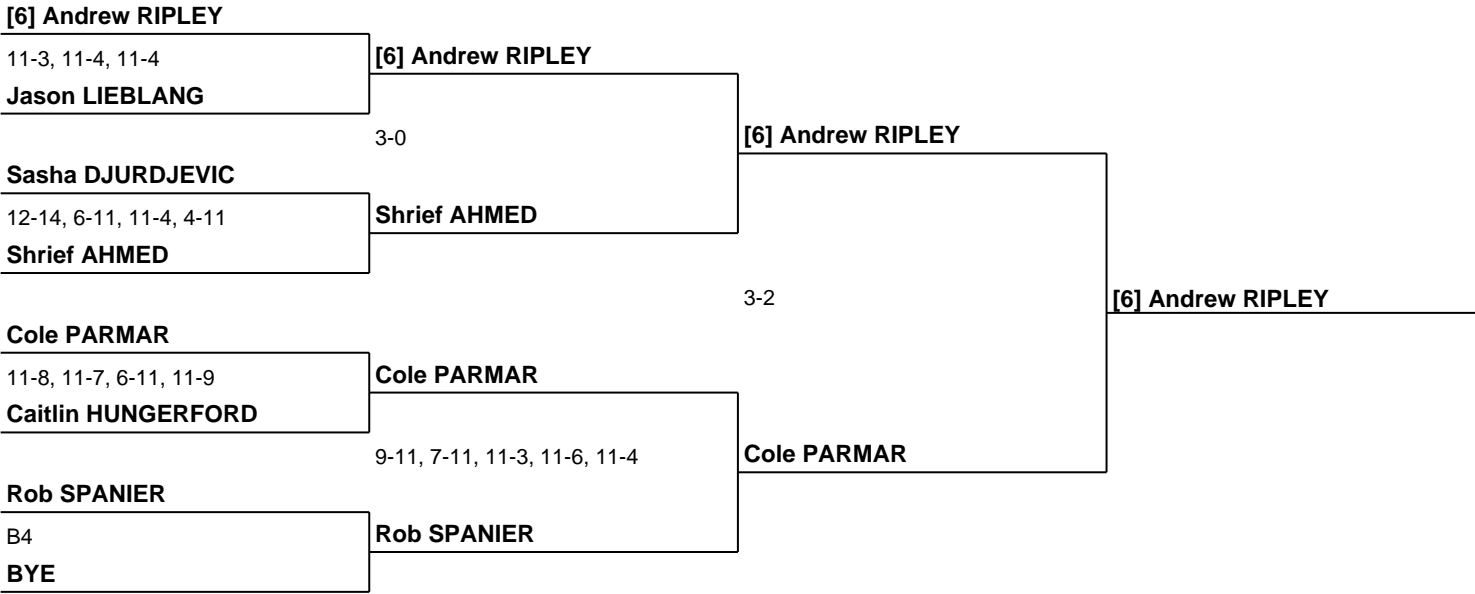 [6] Andrew RIPLEY
11-3, 11-4, 11-4
Jason LIEBLANG
Sasha DJURDJEVIC
12-14, 6-11, 11-4, 4-11
Shrief AHMED
Cole PARMAR
11-8, 11-7, 6-11, 11-9
Caitlin HUNGERFORD
Rob SPANIER
B4
BYE
[6] Andrew RIPLEY
3-0
Shrief AHMED
Cole PARMAR
9-11, 7-11, 11-3, 11-6, 11-4
Rob SPANIER
[6] Andrew RIPLEY
3-2
Cole PARMAR
[6] Andrew RIPLEY